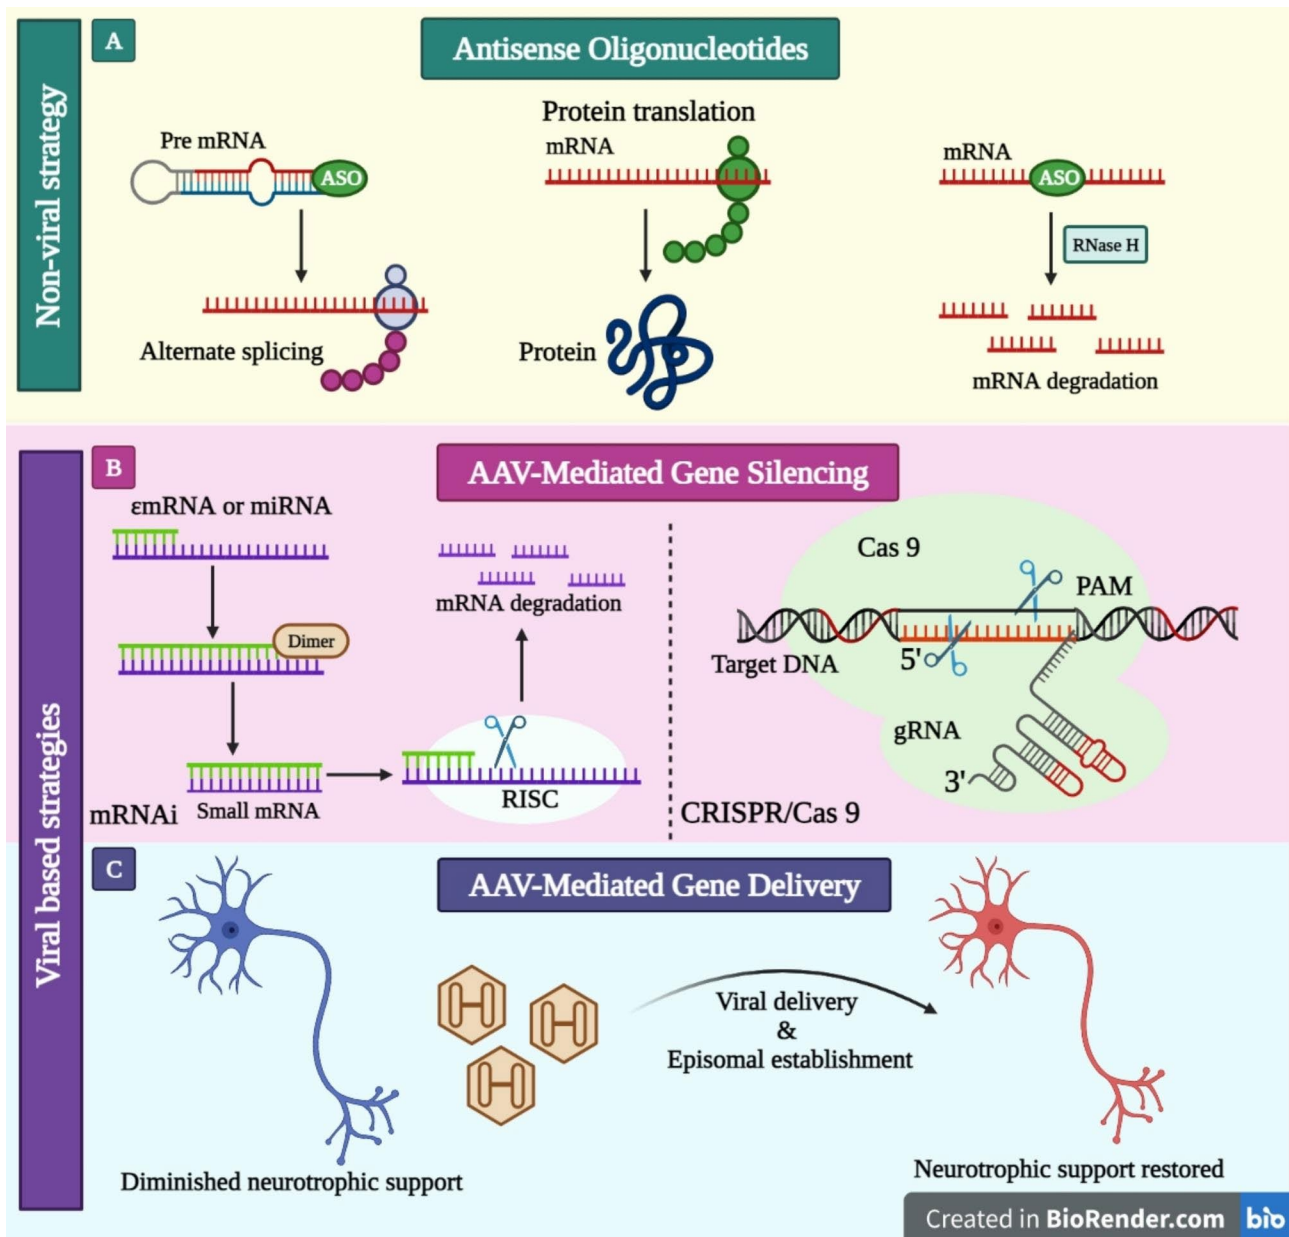 Non-viral strategy
A
Antisense Oligonucleotides
Pre mRNA
ASO
Alternate splicing
Protein translation
mRNA
Protein
mRNA
ASO
RNase H
mRNA degradation
Viral based strategies
B
AAV-Mediated Gene Silencing
εmRNA or miRNA
Dimer
Small mRNA
mRNAi
mRNA degradation
RISC
Cas 9
PAM
Target DNA
5'
gRNA
3'
CRISPR/Cas 9
C
AAV-Mediated Gene Delivery
Viral delivery
&
Episomal establishment
Diminished neurotrophic support
Neurotrophic support restored
Created in BioRender.com
bio